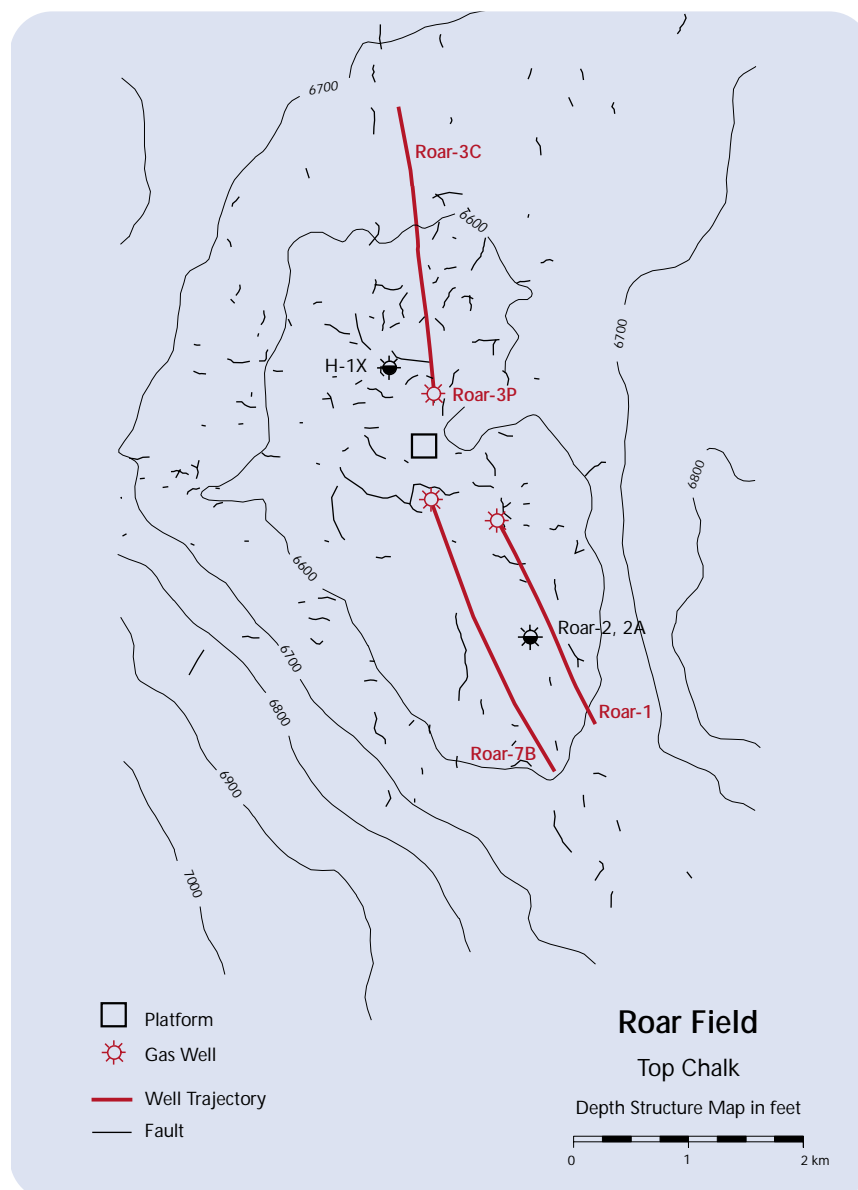 6700
Roar-3C
6600
6700
H-1X
Roar-3P
6800
6600
Roar-2, 2A
6700
6800
Roar-1
Roar-7B
6900
7000
Platform
Gas Well
Well Trajectory
Fault
Roar Field
Top Chalk
Depth Structure Map in feet
0 1 2 km